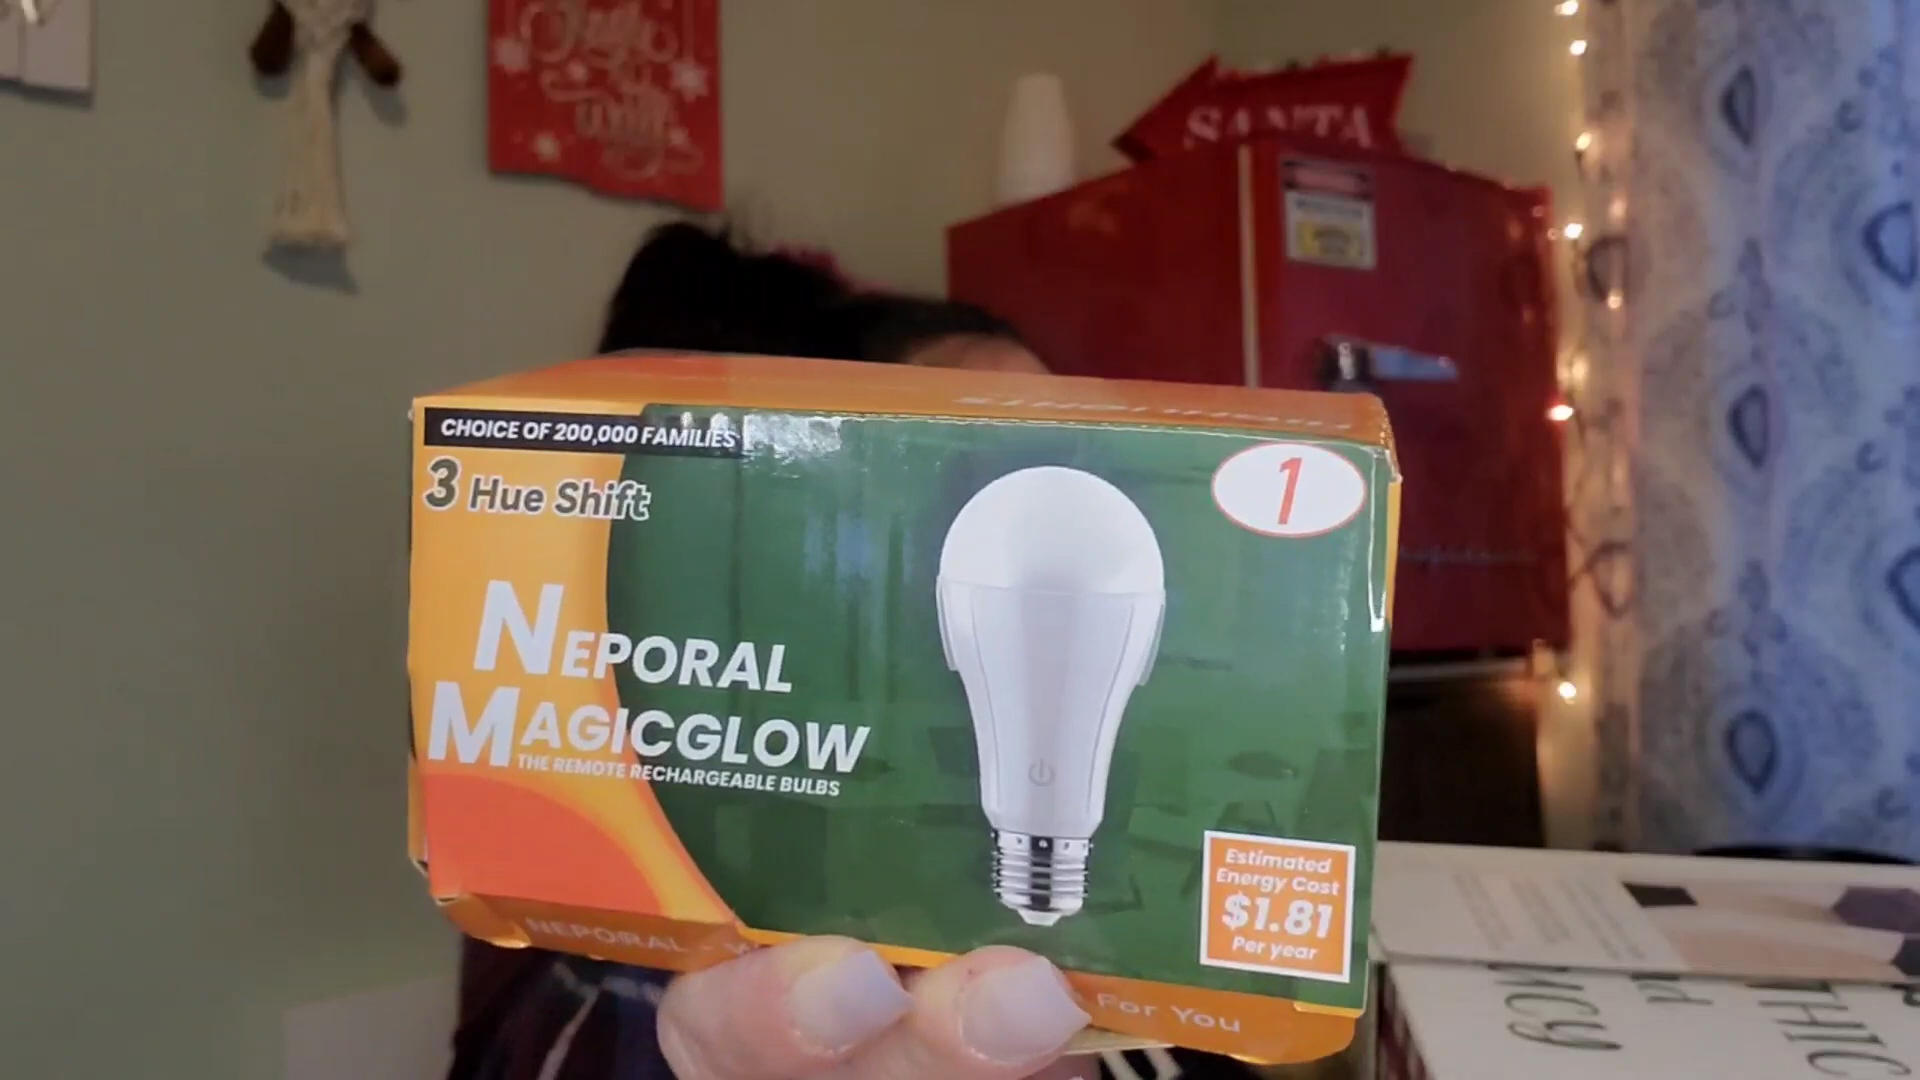 SANTA
CHOICE OF 200,000 FAMILIES
3 Hue Shift
1
NEPORAL
MAGICGLOW
THE REMOTE RECHARGEABLE BULBS
Estimated
Energy Cost
$1.81
Per year
NEPORAL
For You